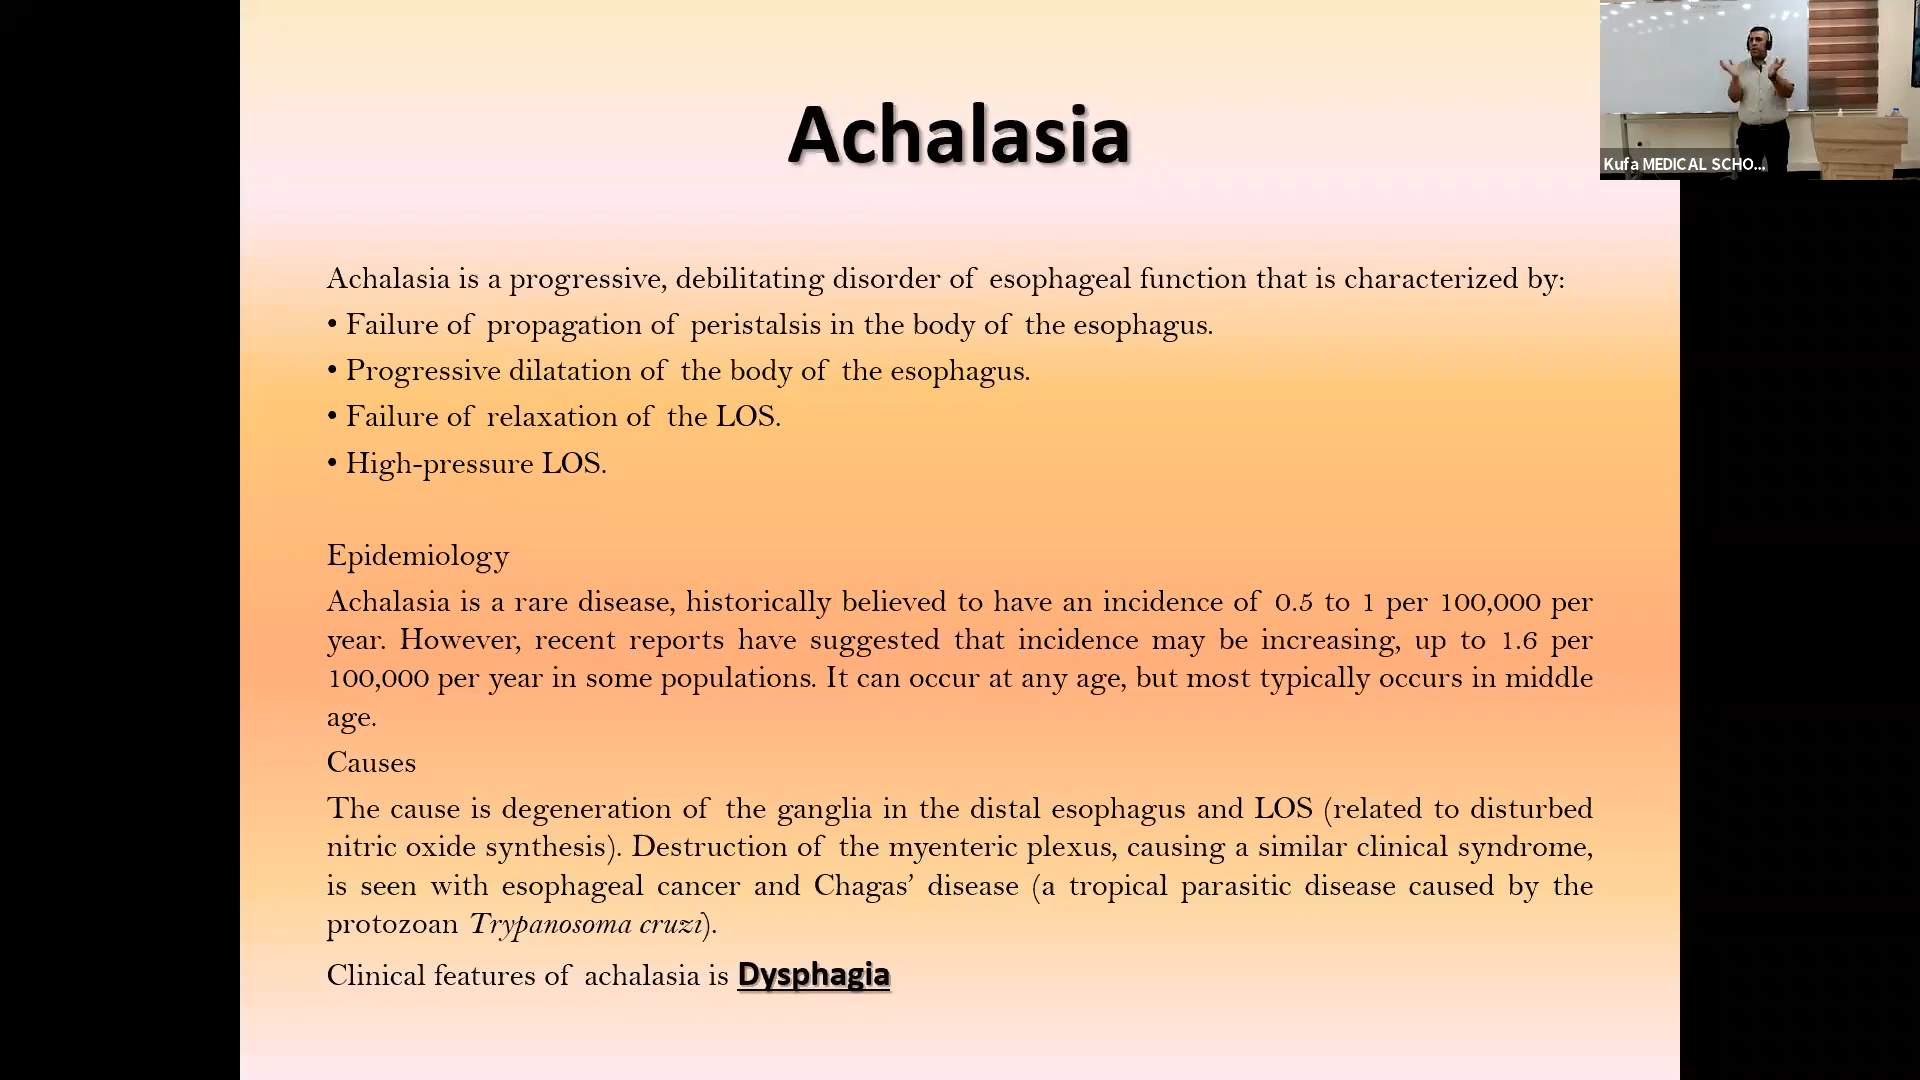 Achalasia
Kufa MEDICAL SCHO...
Achalasia is a progressive, debilitating disorder of esophageal function that is characterized by:
• Failure of propagation of peristalsis in the body of the esophagus.
• Progressive dilatation of the body of the esophagus.
• Failure of relaxation of the LOS.
• High-pressure LOS.
Epidemiology
Achalasia is a rare disease, historically believed to have an incidence of 0.5 to 1 per 100,000 per
year. However, recent reports have suggested that incidence may be increasing, up to 1.6 per
100,000 per year in some populations. It can occur at any age, but most typically occurs in middle
age.
Causes
The cause is degeneration of the ganglia in the distal esophagus and LOS (related to disturbed
nitric oxide synthesis). Destruction of the myenteric plexus, causing a similar clinical syndrome,
is seen with esophageal cancer and Chagas’ disease (a tropical parasitic disease caused by the
protozoan Trypanosoma cruzi).
Clinical features of achalasia is Dysphagia